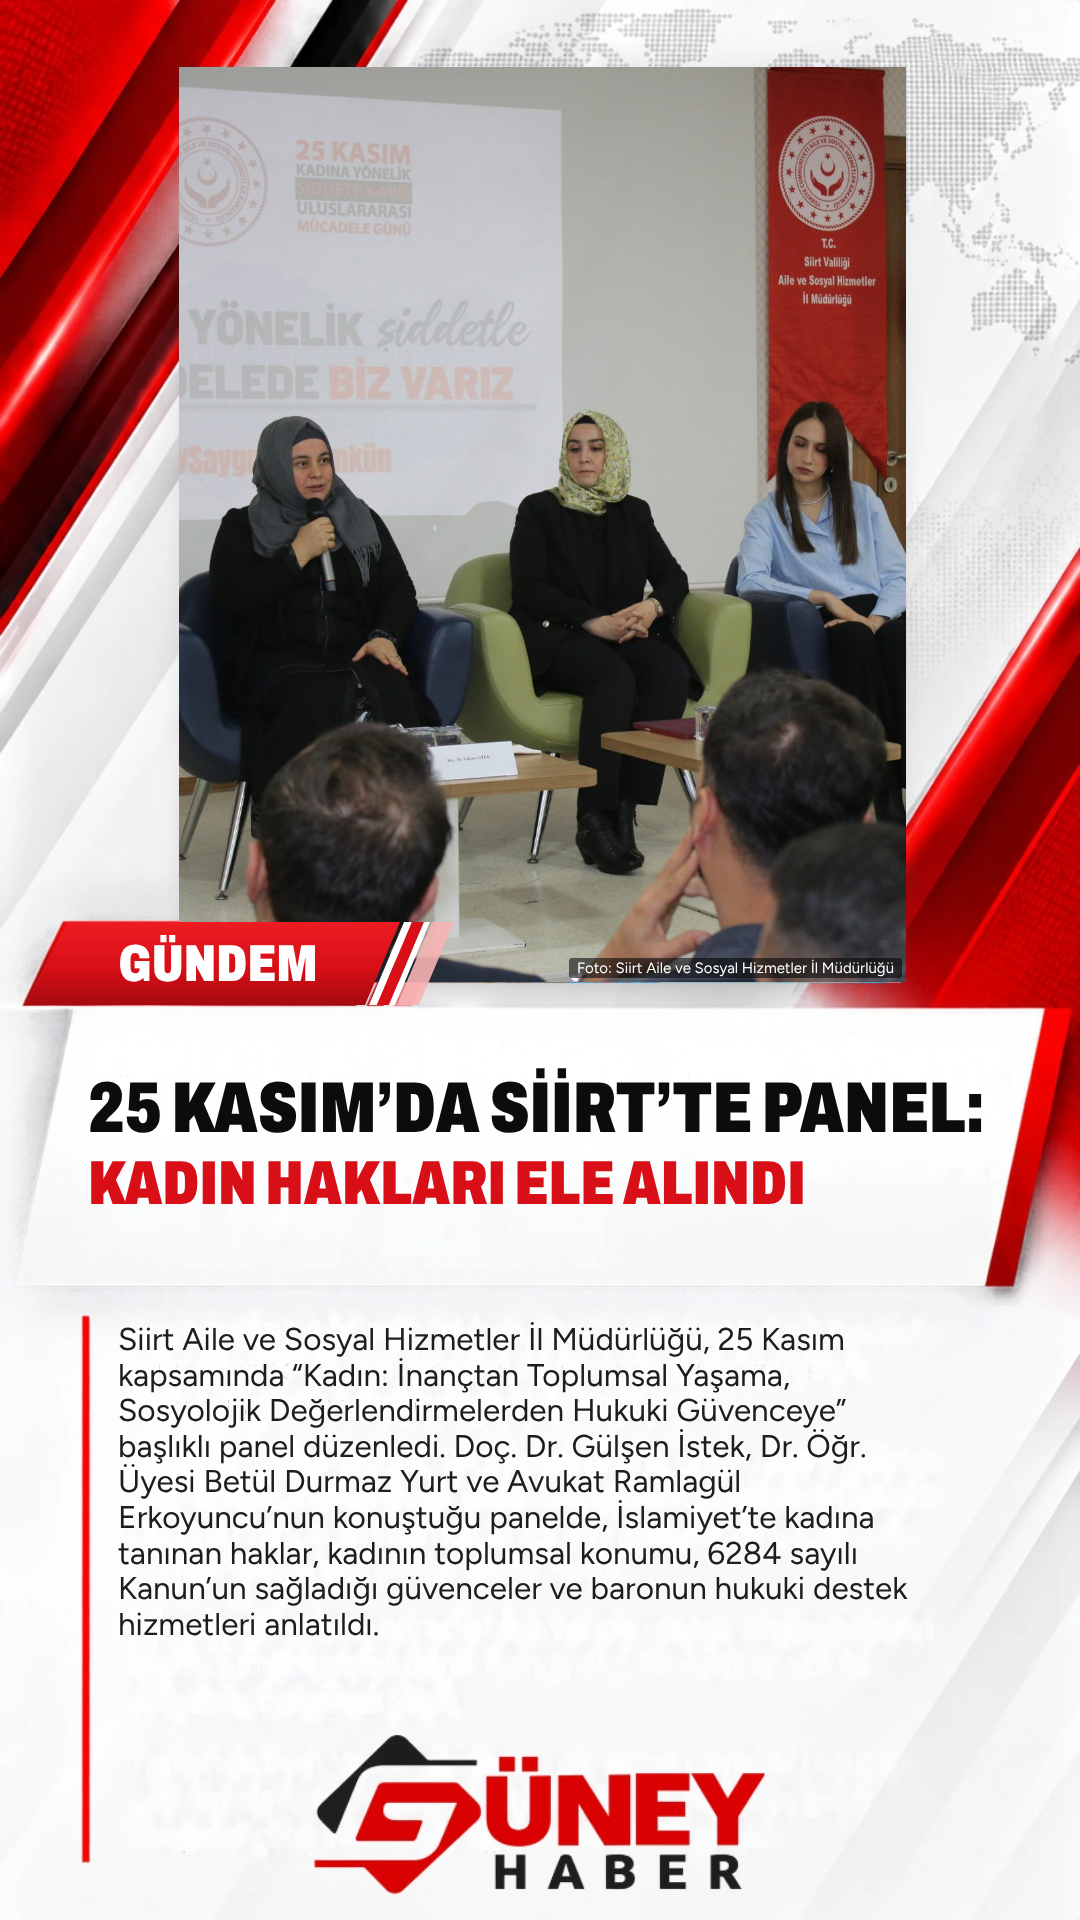 25 KASIM
KADINA YÖNELİK
ŞİDDETE KARŞI
ULUSLARARASI
MÜCADELE GÜNÜ
YÖNELİK şiddetle
DELEDE BİZ VARIZ
T.C.
Siirt Valiliği
Aile ve Sosyal Hizmetler
İl Müdürlüğü
Foto: Siirt Aile ve Sosyal Hizmetler İl Müdürlüğü
GÜNDEM
25 KASIM’DA SİİRT’TE PANEL:
KADIN HAKLARI ELE ALINDI
Siirt Aile ve Sosyal Hizmetler İl Müdürlüğü, 25 Kasım
kapsamında “Kadın: İnançtan Toplumsal Yaşama,
Sosyolojik Değerlendirmelerden Hukuki Güvenceye”
başlıklı panel düzenledi. Doç. Dr. Gülşen İstek, Dr. Öğr.
Üyesi Betül Durmaz Yurt ve Avukat Ramlagül
Erkoyuncu’nun konuştuğu panelde, İslamiyet’te kadına
tanınan haklar, kadının toplumsal konumu, 6284 sayılı
Kanun’un sağladığı güvenceler ve baronun hukuki destek
hizmetleri anlatıldı.
GÜNEY
HABER